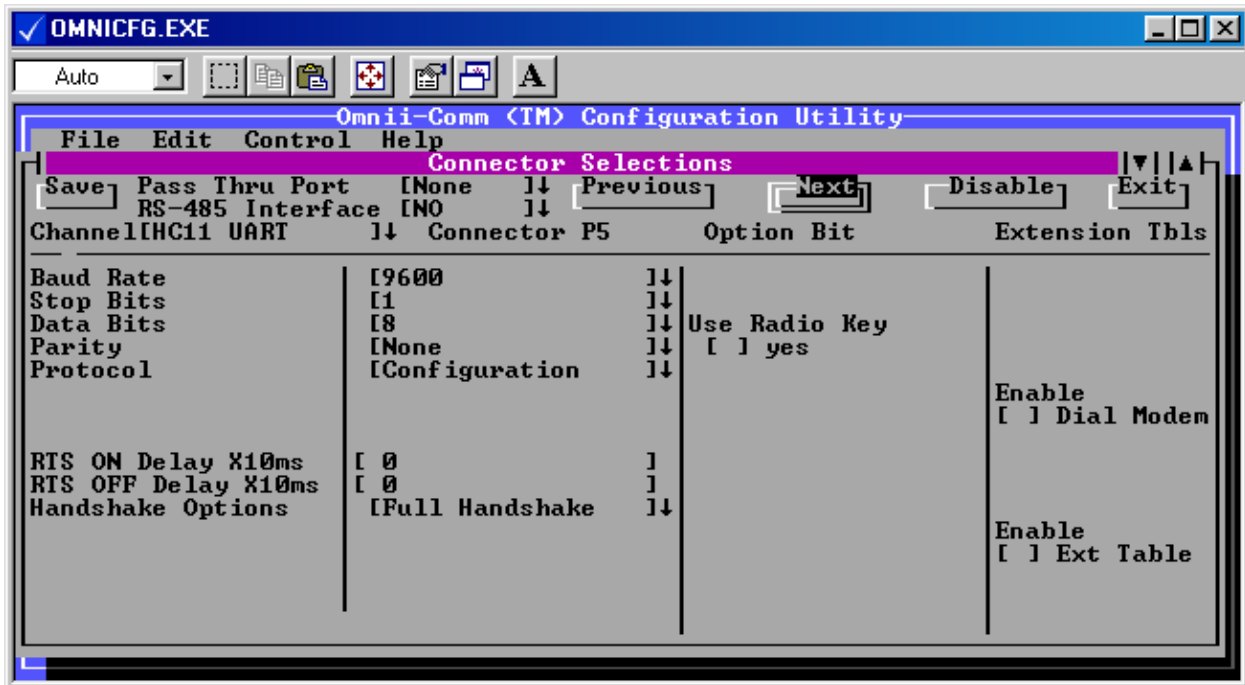 OMNICFG.EXE
Auto
A
Omnii-Comm (TM) Configuration Utility
File Edit Control Help
Connector Selections
Save Pass Thru Port [None ]↓ Previous Next Disable Exit
RS-485 Interface [NO ]↓
Channel[HC11 UART ]↓ Connector P5 Option Bit Extension Tbls
Baud Rate [9600 ]↓
Stop Bits [1 ]↓
Data Bits [8 ]↓ Use Radio Key
Parity [None ]↓ [ ] yes
Protocol [Configuration ]↓
Enable
[ ] Dial Modem
RTS ON Delay X10ms [ 0 ]
RTS OFF Delay X10ms [ 0 ]
Handshake Options [Full Handshake ]↓
Enable
[ ] Ext Table